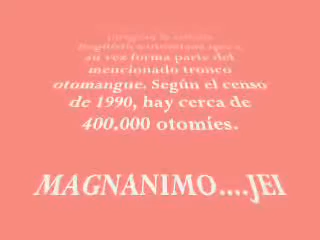 su vez forma parte del
mencionado tronco
otomangue. Según el censo
de 1990, hay cerca de
400.000 otomíes.
MAGNANIMO....JEI